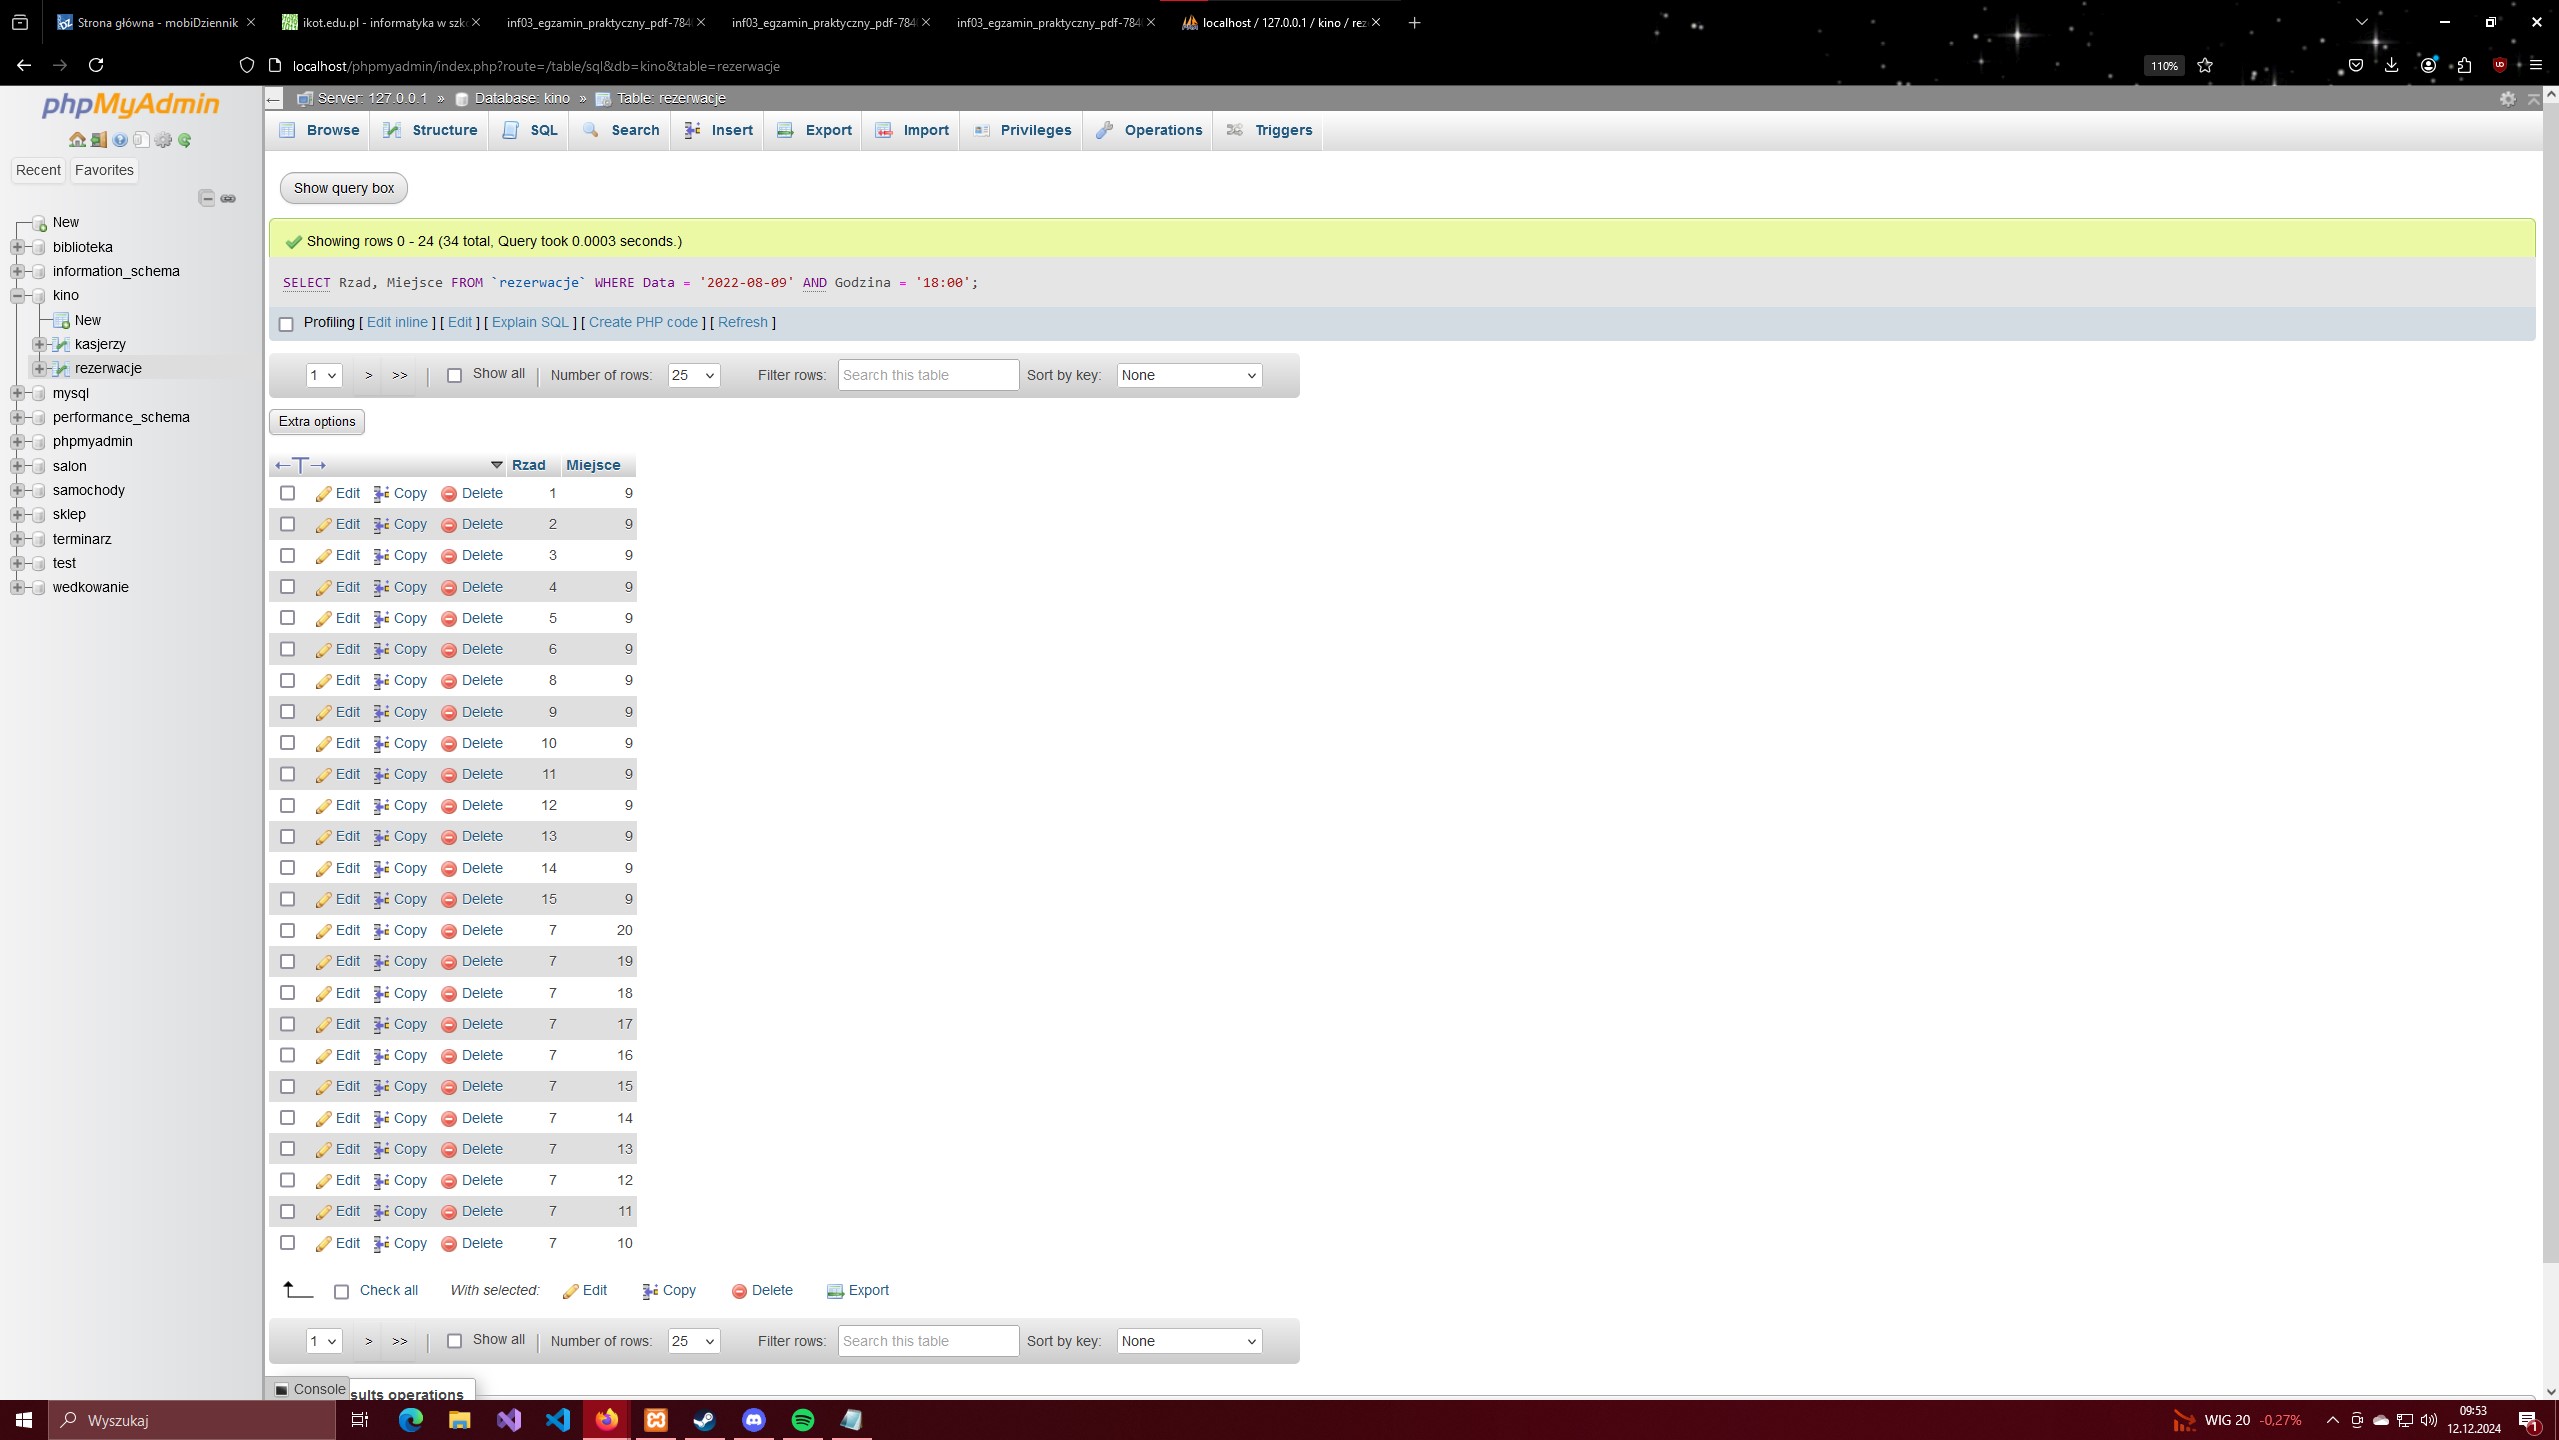 Strona główna - mobiDziennik
ikot.edu.pl - informatyka w szk
inf03_egzamin_praktyczny_pdf-784
inf03_egzamin_praktyczny_pdf-784
inf03_egzamin_praktyczny_pdf-784
localhost / 127.0.0.1 / kino / rez
localhost/phpmyadmin/index.php?route=/table/sql&db=kino&table=rezerwacje
110%
phpMyAdmin
Recent
Favorites
New
biblioteka
information_schema
kino
New
kasjerzy
rezerwacje
mysql
performance_schema
phpmyadmin
salon
samochody
sklep
terminarz
test
wedkowanie
Server: 127.0.0.1 » Database: kino » Table: rezerwacje
Browse Structure SQL Search Insert Export Import Privileges Operations Triggers
Show query box
Showing rows 0 - 24 (34 total, Query took 0.0003 seconds.)
SELECT Rzad, Miejsce FROM `rezerwacje` WHERE Data = '2022-08-09' AND Godzina = '18:00';
Profiling [ Edit inline ] [ Edit ] [ Explain SQL ] [ Create PHP code ] [ Refresh ]
1 > >> | Show all | Number of rows: 25 Filter rows: Search this table Sort by key: None
Extra options
←T→ Rzad Miejsce
Edit Copy Delete 1 9
Edit Copy Delete 2 9
Edit Copy Delete 3 9
Edit Copy Delete 4 9
Edit Copy Delete 5 9
Edit Copy Delete 6 9
Edit Copy Delete 8 9
Edit Copy Delete 9 9
Edit Copy Delete 10 9
Edit Copy Delete 11 9
Edit Copy Delete 12 9
Edit Copy Delete 13 9
Edit Copy Delete 14 9
Edit Copy Delete 15 9
Edit Copy Delete 7 20
Edit Copy Delete 7 19
Edit Copy Delete 7 18
Edit Copy Delete 7 17
Edit Copy Delete 7 16
Edit Copy Delete 7 15
Edit Copy Delete 7 14
Edit Copy Delete 7 13
Edit Copy Delete 7 12
Edit Copy Delete 7 11
Edit Copy Delete 7 10
Check all With selected: Edit Copy Delete Export
1 > >> | Show all | Number of rows: 25 Filter rows: Search this table Sort by key: None
Console
sults operations
Wyszukaj
WIG 20 -0,27%
09:53
12.12.2024
1